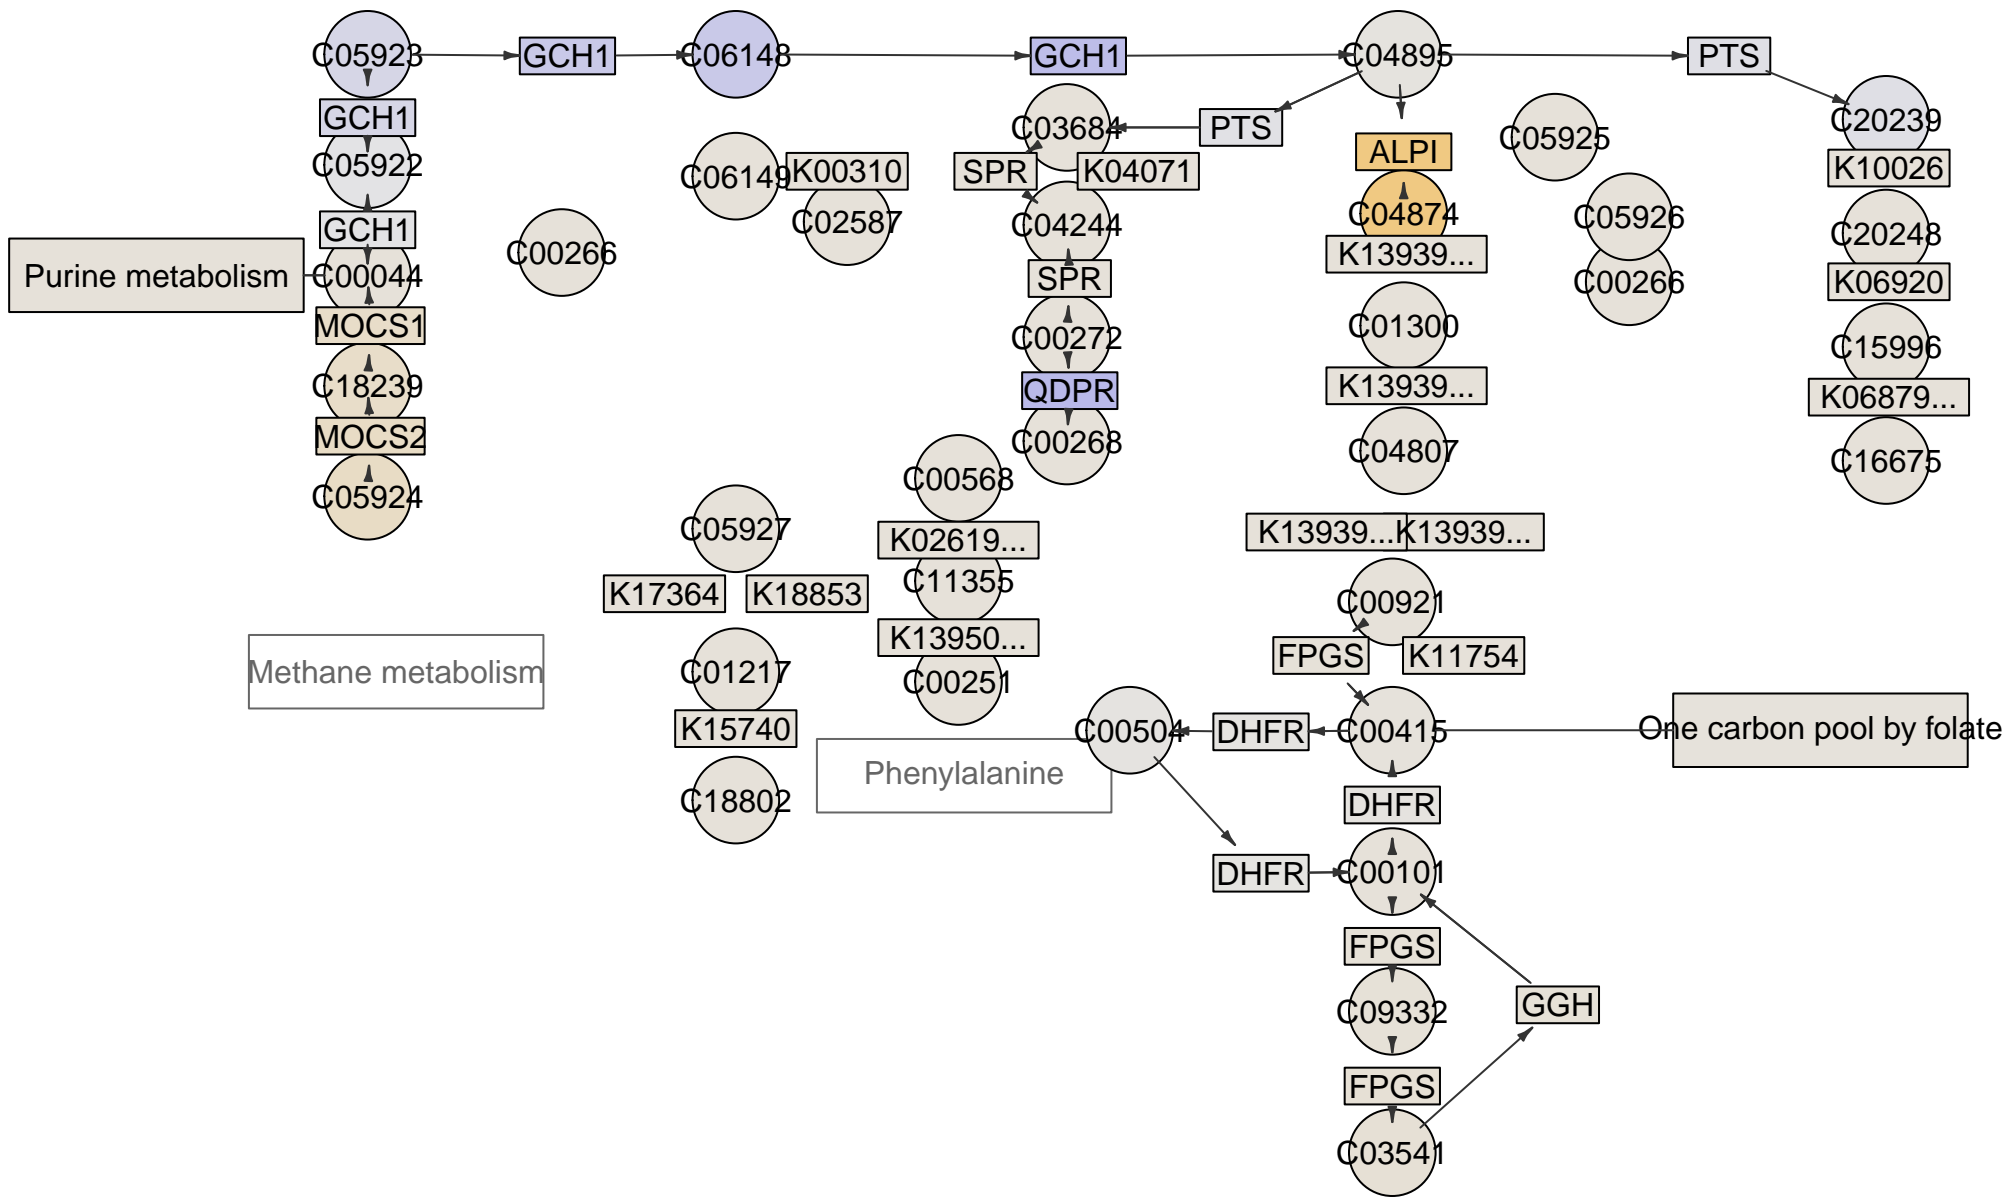 C05923
GCH1
C06148
GCH1
C04895
PTS
GCH1
C03684
PTS
C20239
C05922
C06149
K00310
SPR
K04071
ALPI
C05925
K10026
GCH1
C02587
C04244
C04874
C05926
C20248
C00266
K13939...
Purine metabolism
C00044
SPR
C00266
K06920
MOCS1
C00272
C01300
C15996
C18239
QDPR
K13939...
K06879...
MOCS2
C00268
C04807
C16675
C05924
C00568
C05927
K02619...
K13939...
K13939...
K17364
K18853
C11355
C00921
K13950...
FPGS
K11754
Methane metabolism
C01217
C00251
K15740
C00504
DHFR
C00415
One carbon pool by folate
Phenylalanine
C18802
DHFR
DHFR
C00101
FPGS
C09332
GGH
FPGS
C03541